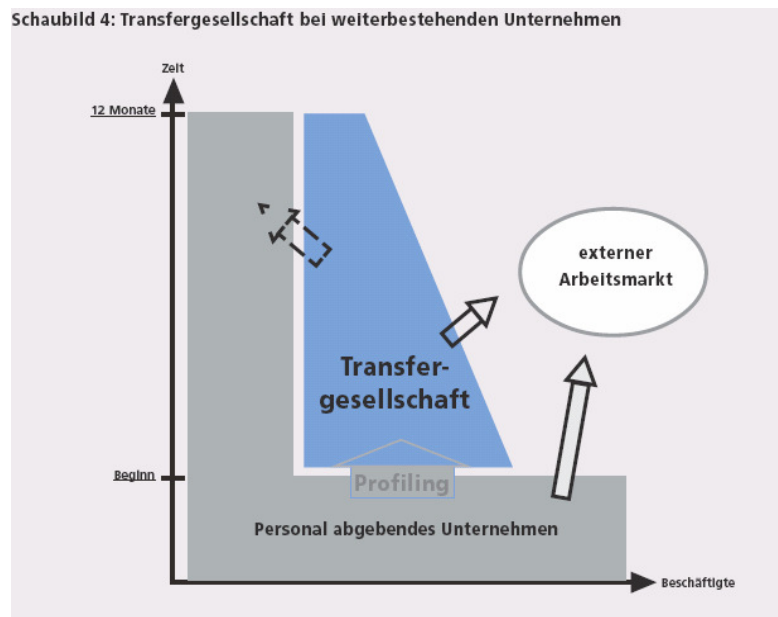 Schaubild 4: Transfergesellschaft bei weiterbestehenden Unternehmen
Zeit
12 Monate
externer
Arbeitsmarkt
Transfer-
gesellschaft
Beginn
Profiling
Personal abgebendes Unternehmen
Beschäftigte